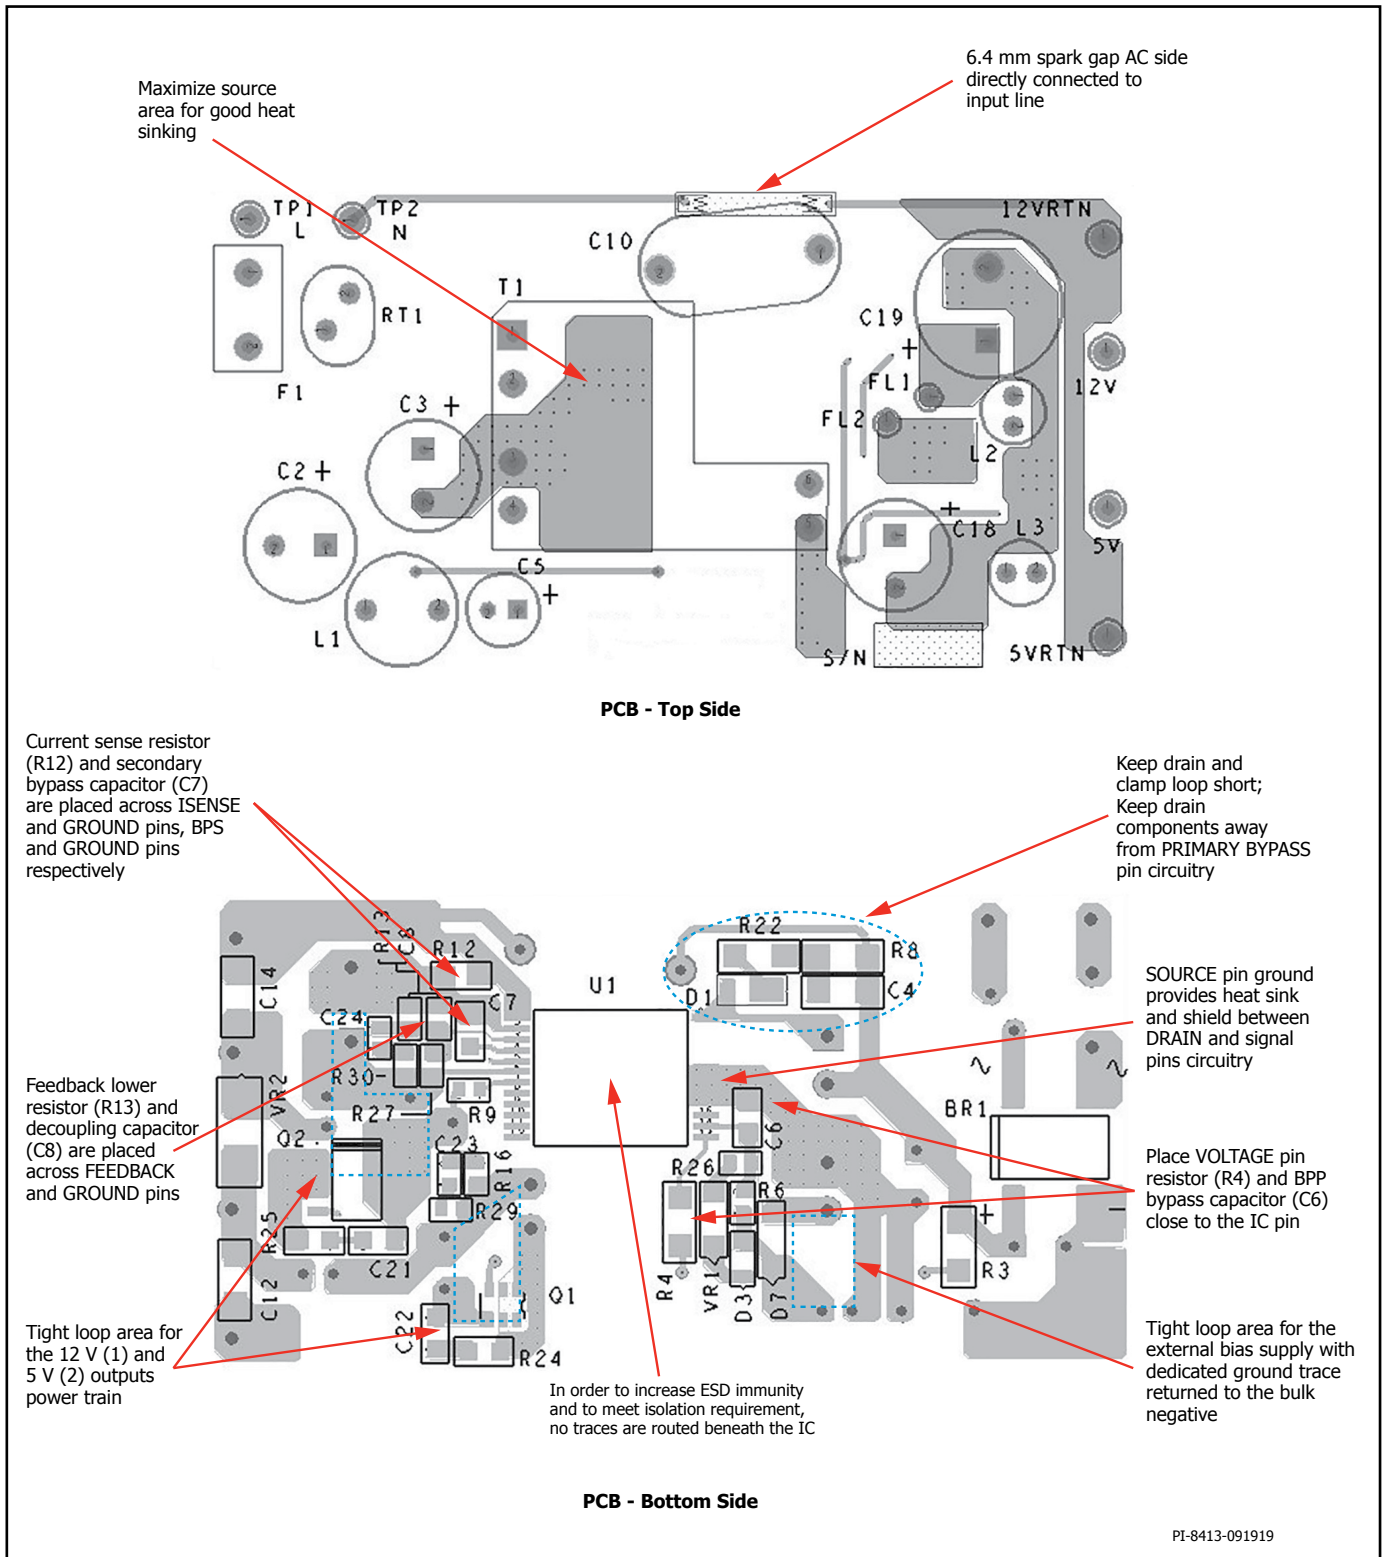 Maximize source
area for good heat
sinking
6.4 mm spark gap AC side
directly connected to
input line
TP1
L
TP2
N
12VRTN
C10
T1
RT1
C19
+
F1
FL1
12V
C3 +
FL2
L2
C2 +
+
C18
L3
5V
C5
+
L1
S/N
5VRTN
PCB - Top Side
Current sense resistor
(R12) and secondary
bypass capacitor (C7)
are placed across ISENSE
and GROUND pins, BPS
and GROUND pins
respectively
Keep drain and
clamp loop short;
Keep drain
components away
from PRIMARY BYPASS
pin circuitry
R13
C8
R12
R22
R8
C14
U1
D1
C4
C7
C24
SOURCE pin ground
provides heat sink
and shield between
DRAIN and signal
pins circuitry
Feedback lower
resistor (R13) and
decoupling capacitor
(C8) are placed
across FEEDBACK
and GROUND pins
VR2
R30
R27
R9
C6
BR1
Q2
C23
R16
R26
R6
Place VOLTAGE pin
resistor (R4) and BPP
bypass capacitor (C6)
close to the IC pin
R25
R29
+
C21
R3
C12
R4
VR1
D3
D7
Q1
C22
R24
Tight loop area for
the 12 V (1) and
5 V (2) outputs
power train
In order to increase ESD immunity
and to meet isolation requirement,
no traces are routed beneath the IC
Tight loop area for the
external bias supply with
dedicated ground trace
returned to the bulk
negative
PCB - Bottom Side
PI-8413-091919